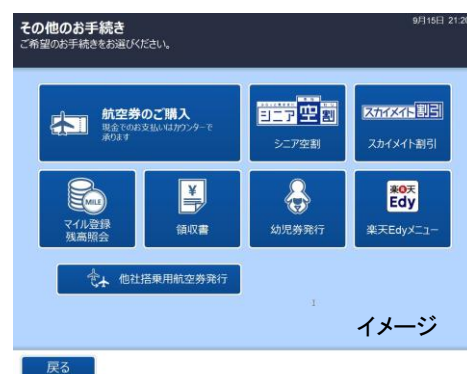 その他のお手続き
ご希望のお手続きをお選びください。
9月15日 21:20
航空券のご購入
現金でのお支払いはカウンターで
承ります
シニア空割
シニア空割
スカイメイト割引
スカイメイト割引
MILE
マイル登録
残高照会
¥
領収書
幼児券発行
楽天
Edy
楽天Edyメニュー
他社搭乗用航空券発行
イメージ
戻る